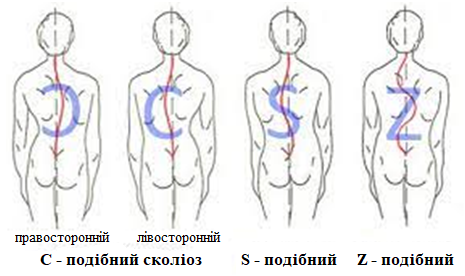 Ɔ C S Z
правосторонній лівосторонній
С - подібний сколіоз S - подібний Z - подібний